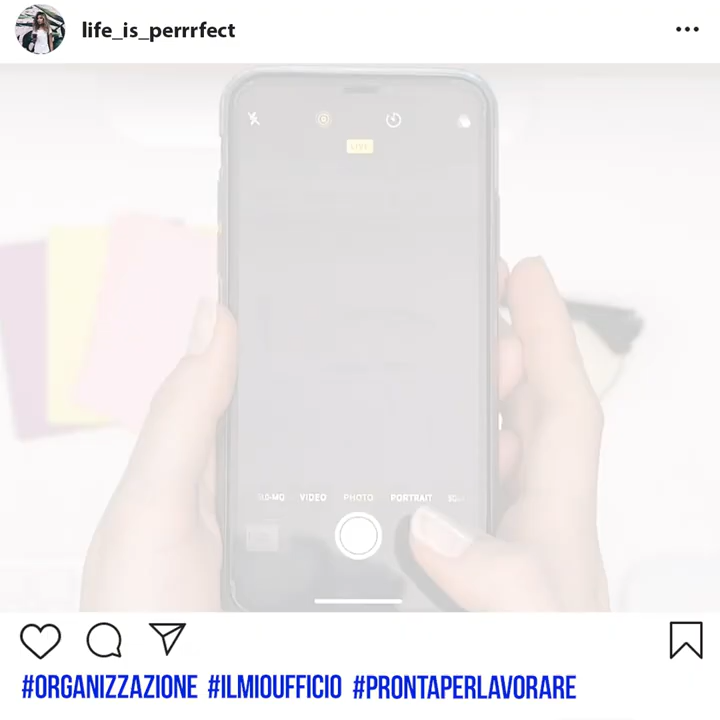 life_is_perrrfect
LIVE
VIDEO PHOTO PORTRAIT
#ORGANIZZAZIONE #ILMIOUFFICIO #PRONTAPERLAVORARE